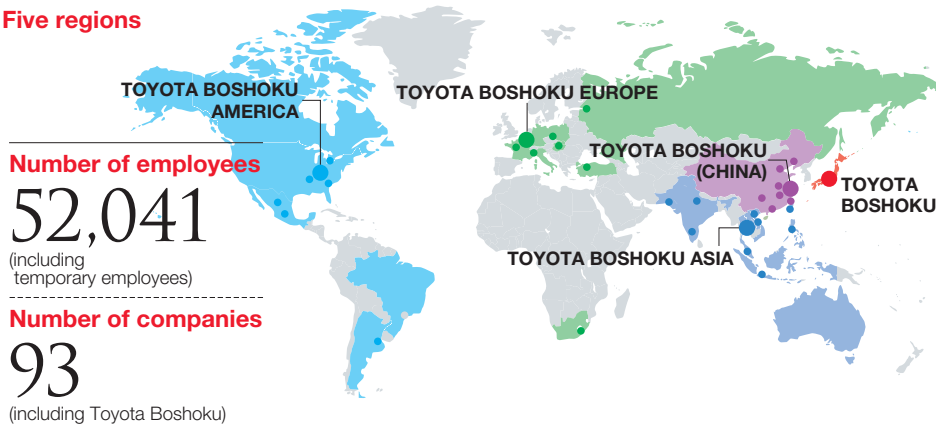 Five regions
TOYOTA BOSHOKU
AMERICA
TOYOTA BOSHOKU EUROPE
TOYOTA BOSHOKU
(CHINA)
TOYOTA
BOSHOKU
TOYOTA BOSHOKU ASIA
Number of employees
52,041
(including
temporary employees)
Number of companies
93
(including Toyota Boshoku)